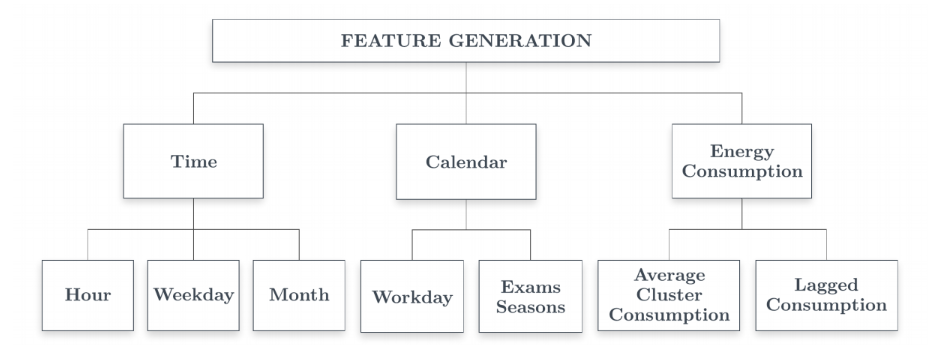 FEATURE GENERATION
Time
Calendar
Energy
Consumption
Hour
Weekday
Month
Workday
Exams
Seasons
Average
Cluster
Consumption
Lagged
Consumption